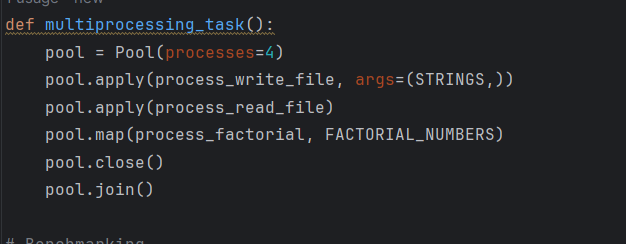 def multiprocessing_task():
    pool = Pool(processes=4)
    pool.apply(process_write_file, args=(STRINGS,))
    pool.apply(process_read_file)
    pool.map(process_factorial, FACTORIAL_NUMBERS)
    pool.close()
    pool.join()
# Benchmarking